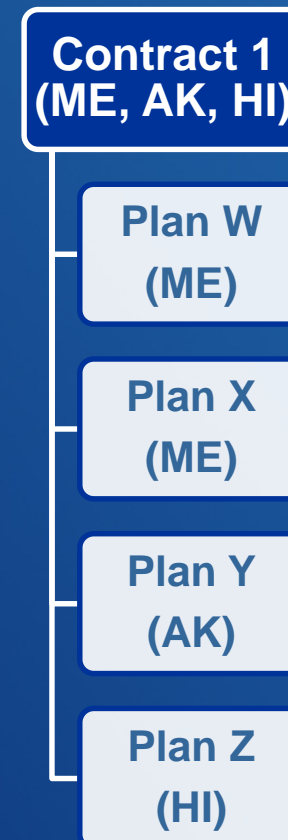 Contract 1
(ME, AK, HI)
Plan W
(ME)
Plan X
(ME)
Plan Y
(AK)
Plan Z
(HI)